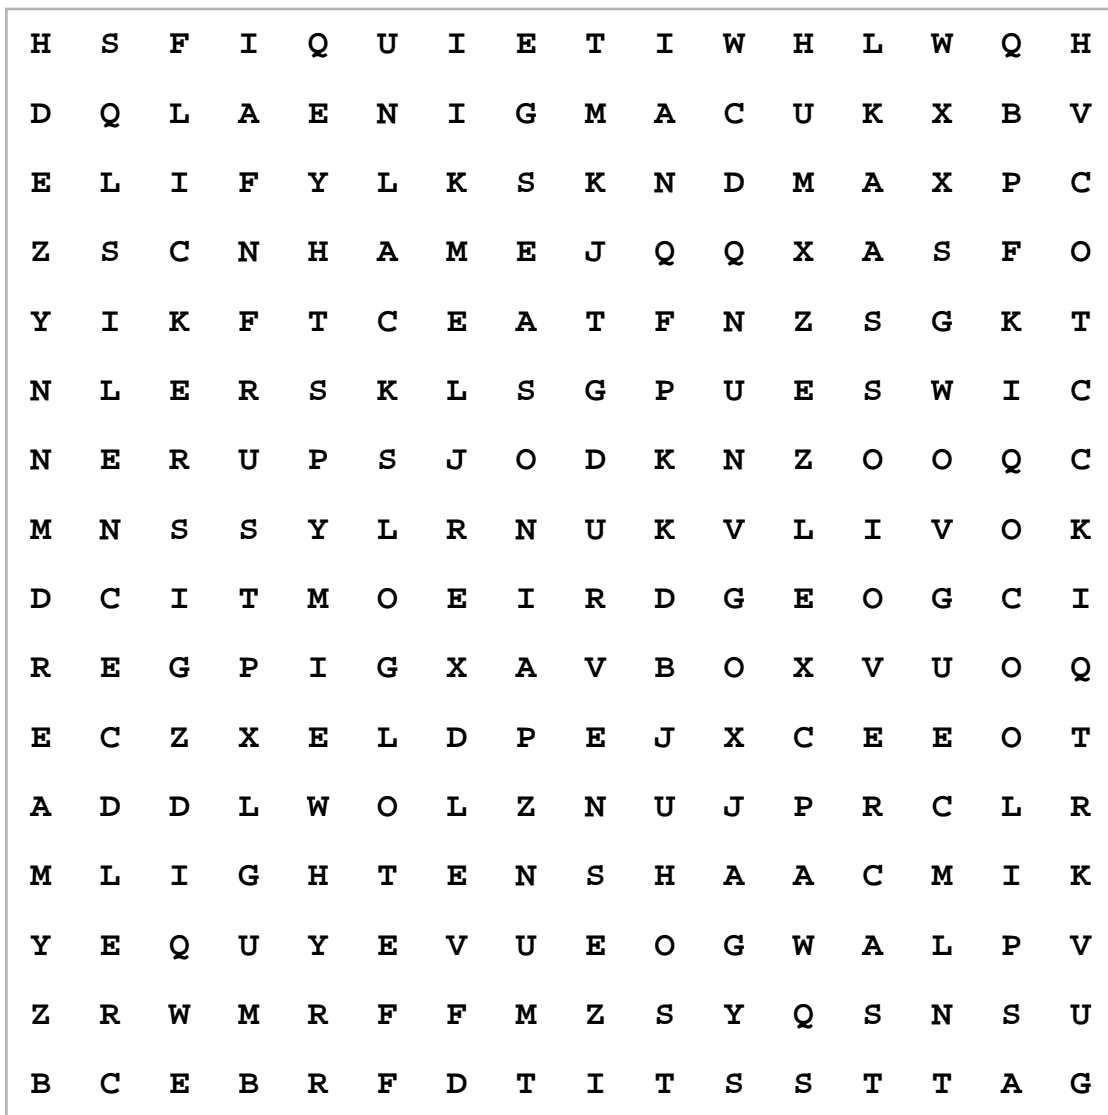 H S F I Q U I E T I W H L W Q H
D Q L A E N I G M A C U K X B V
E L I F Y L K S K N D M A X P C
Z S C N H A M E J Q Q X A S F O
Y I K F T C E A T F N Z S G K T
N L E R S K L S G P U E S W I C
N E R U P S J O D K N Z O O Q C
M N S S Y L R N U K V L I V O K
D C I T M O E I R D G E O G C I
R E G P I G X A V B O X V U O Q
E C Z X E L D P E J X C E E O T
A D D L W O L Z N U J P R C L R
M L I G H T E N S H A A C M I K
Y E Q U Y E V U E O G W A L P V
Z R W M R F F M Z S Y Q S N S U
B C E B R F D T I T S S T T A G